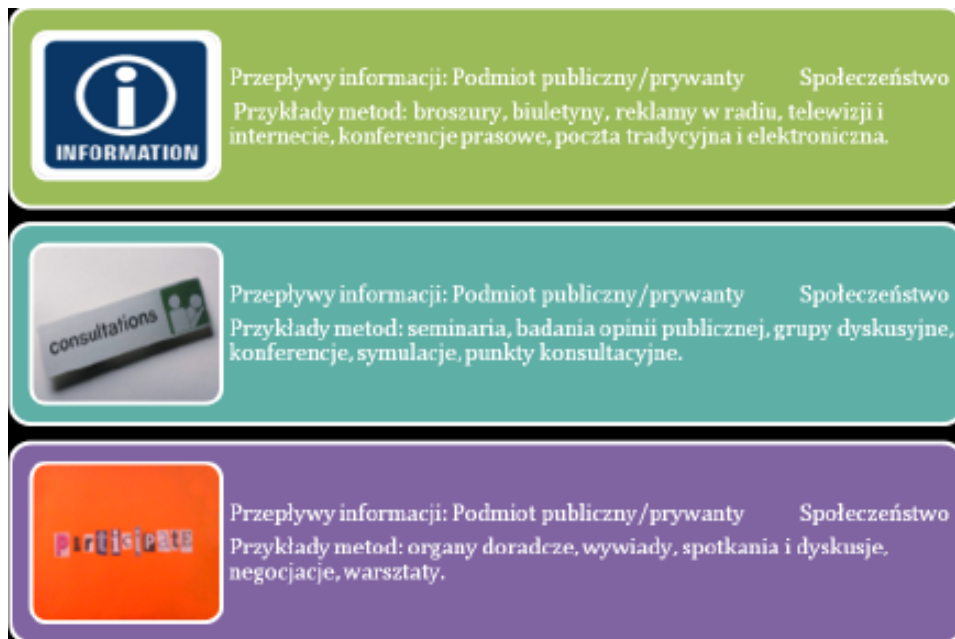 INFORMATION
Przepływy informacji: Podmiot publiczny/prywanty Społeczeństwo
Przykłady metod: broszury, biuletyny, reklamy w radiu, telewizji i
internecie, konferencje prasowe, poczta tradycyjna i elektroniczna.
consultations
Przepływy informacji: Podmiot publiczny/prywanty Społeczeństwo
Przykłady metod: seminaria, badania opinii publicznej, grupy dyskusyjne,
konferencje, symulacje, punkty konsultacyjne.
participate
Przepływy informacji: Podmiot publiczny/prywanty Społeczeństwo
Przykłady metod: organy doradcze, wywiady, spotkania i dyskusje,
negocjacje, warsztaty.